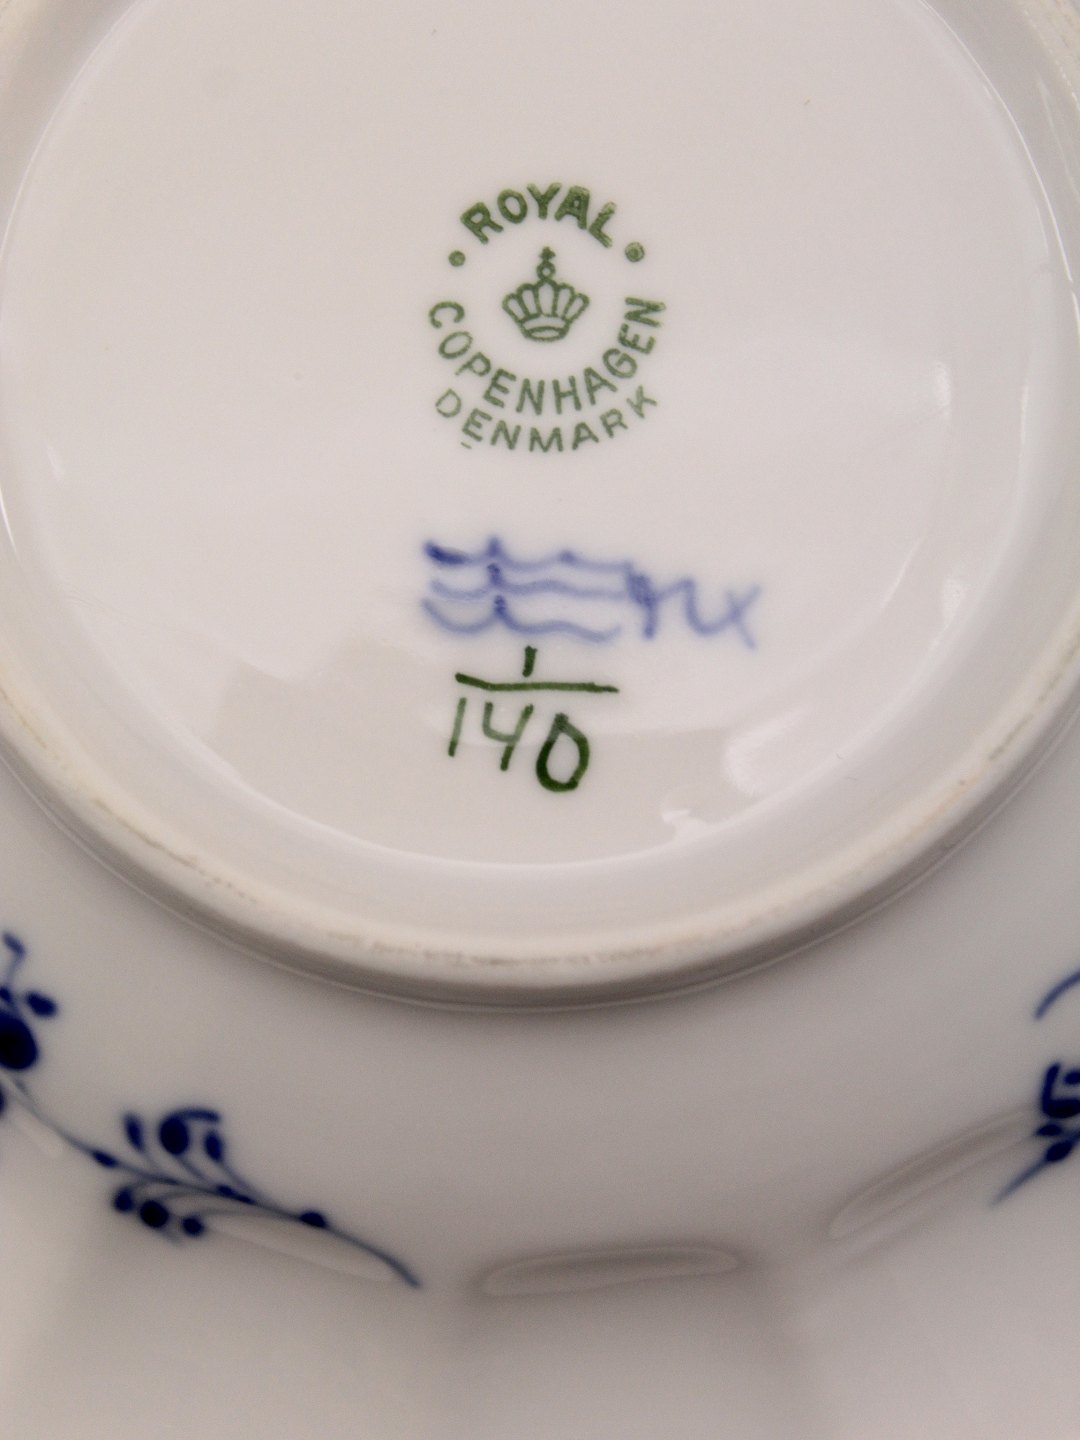 ROYAL
COPENHAGEN
DENMARK
1
140